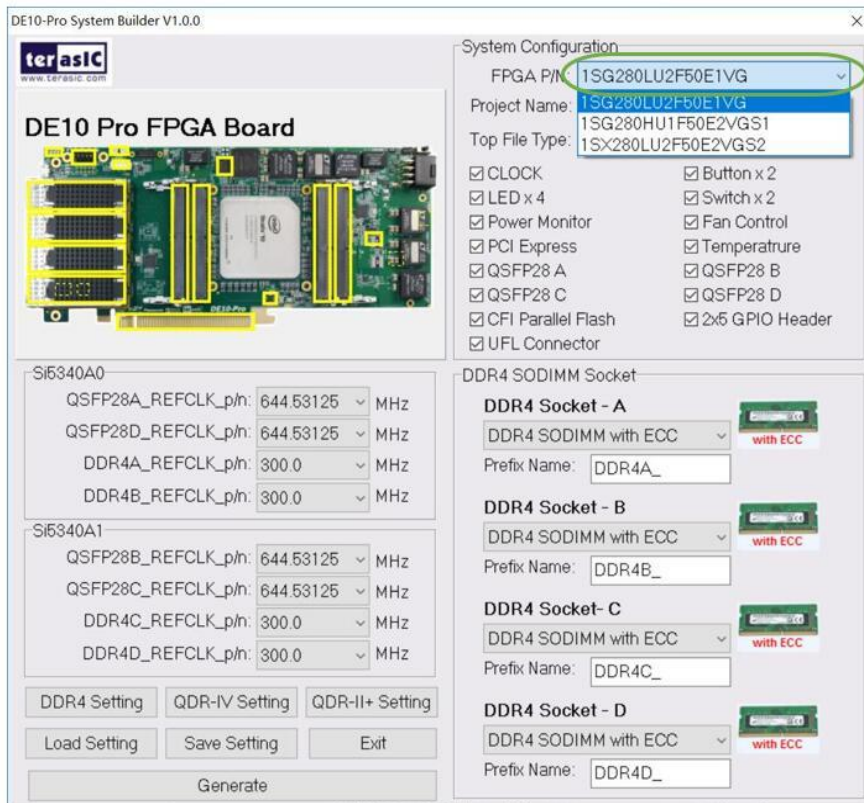 DE10-Pro System Builder V1.0.0
terasIC
www.terasic.com
DE10 Pro FPGA Board
DE10-Pro
System Configuration
FPGA P/N: 1SG280LU2F50E1VG
1SG280LU2F50E1VG
1SG280HU1F50E2VGS1
1SX280LU2F50E2VGS2
Project Name:
Top File Type:
CLOCK Button x 2
LED x 4 Switch x 2
Power Monitor Fan Control
PCI Express Temperatrure
QSFP28 A QSFP28 B
QSFP28 C QSFP28 D
CFI Parallel Flash 2x5 GPIO Header
UFL Connector
Si5340A0
QSFP28A_REFCLK_p/n: 644.53125 MHz
QSFP28D_REFCLK_p/n: 644.53125 MHz
DDR4A_REFCLK_p/n: 300.0 MHz
DDR4B_REFCLK_p/n: 300.0 MHz
Si5340A1
QSFP28B_REFCLK_p/n: 644.53125 MHz
QSFP28C_REFCLK_p/n: 644.53125 MHz
DDR4C_REFCLK_p/n: 300.0 MHz
DDR4D_REFCLK_p/n: 300.0 MHz
DDR4 Setting QDR-IV Setting QDR-II+ Setting
Load Setting Save Setting Exit
Generate
DDR4 SODIMM Socket
DDR4 Socket - A
DDR4 SODIMM with ECC
with ECC
Prefix Name: DDR4A_
DDR4 Socket - B
DDR4 SODIMM with ECC
with ECC
Prefix Name: DDR4B_
DDR4 Socket- C
DDR4 SODIMM with ECC
with ECC
Prefix Name: DDR4C_
DDR4 Socket - D
DDR4 SODIMM with ECC
with ECC
Prefix Name: DDR4D_